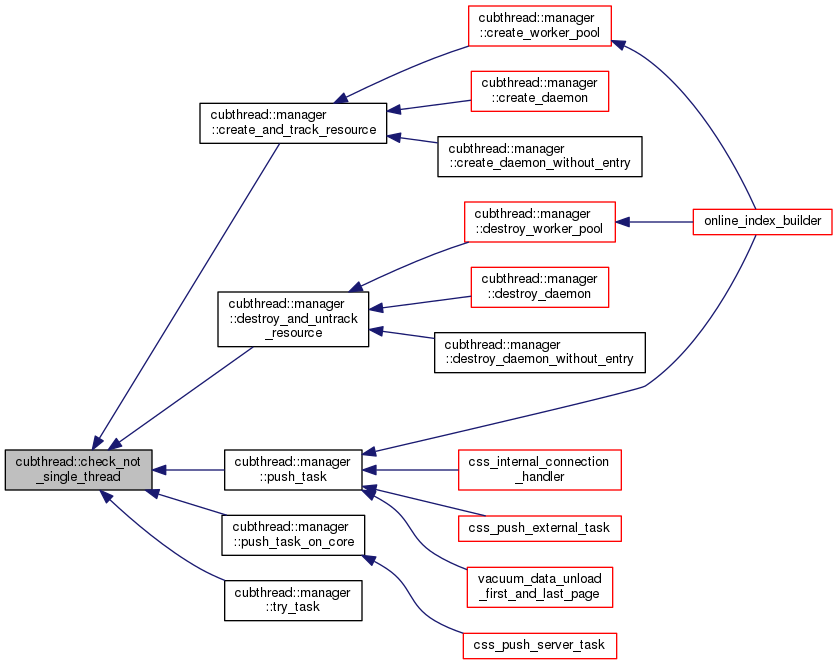 cubthread::manager
::create_worker_pool
cubthread::manager
::create_daemon
cubthread::manager
::create_and_track_resource
cubthread::manager
::create_daemon_without_entry
cubthread::manager
::destroy_worker_pool
online_index_builder
cubthread::manager
::destroy_daemon
cubthread::manager
::destroy_and_untrack
_resource
cubthread::manager
::destroy_daemon_without_entry
cubthread::check_not
_single_thread
cubthread::manager
::push_task
css_internal_connection
_handler
cubthread::manager
::push_task_on_core
css_push_external_task
cubthread::manager
::try_task
vacuum_data_unload
_first_and_last_page
css_push_server_task